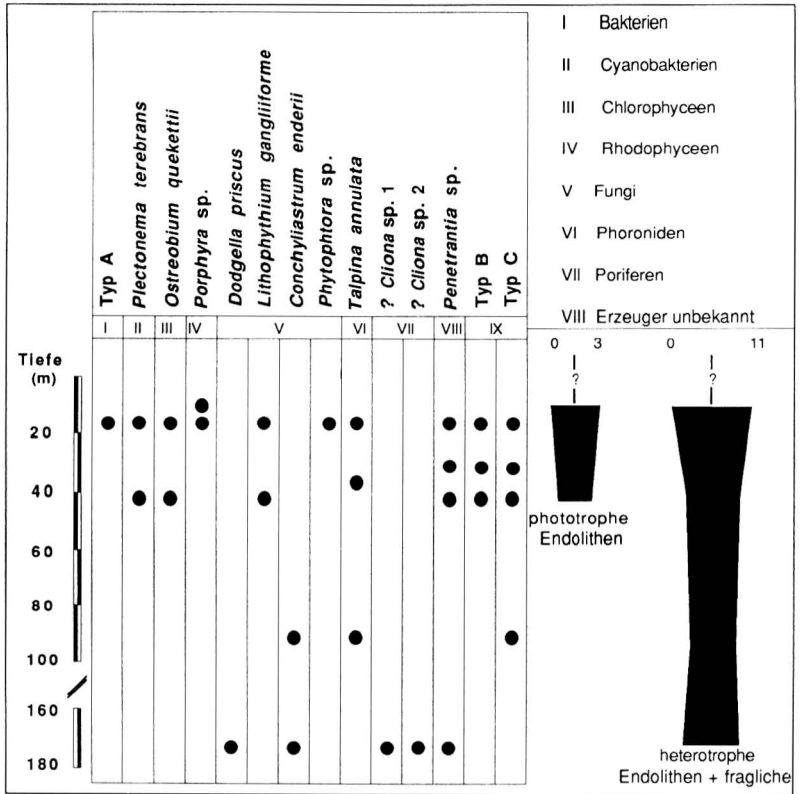 Typ A
Plectonema terebrans
Ostreobium quekettii
Porphyra sp.
Dodgella priscus
Lithophythium gangliiforme
Conchyliastrum enderii
Phytophtora sp.
Talpina annulata
? Cliona sp. 1
? Cliona sp. 2
Penetrantia sp.
Typ B
Typ C
I II III IV V VI VII VIII IX
I Bakterien
II Cyanobakterien
III Chlorophyceen
IV Rhodophyceen
V Fungi
VI Phoroniden
VII Poriferen
VIII Erzeuger unbekannt
Tiefe
(m)
20
40
60
80
100
160
180
0 3
?
phototrophe
Endolithen
0 11
?
heterotrophe
Endolithen + fragliche